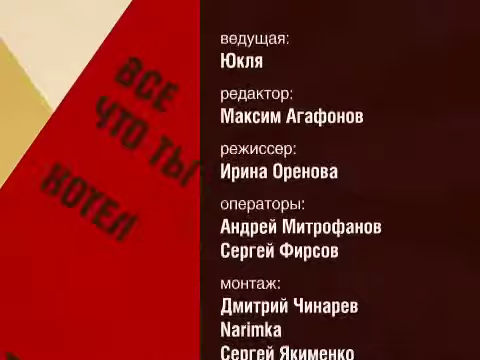 ВСЕ
ЧТО ТЫ
ХОТЕЛ
ведущая:
Юкля
редактор:
Максим Агафонов
режиссер:
Ирина Оренова
операторы:
Андрей Митрофанов
Сергей Фирсов
монтаж:
Дмитрий Чинарев
Narimka
Сергей Якименко